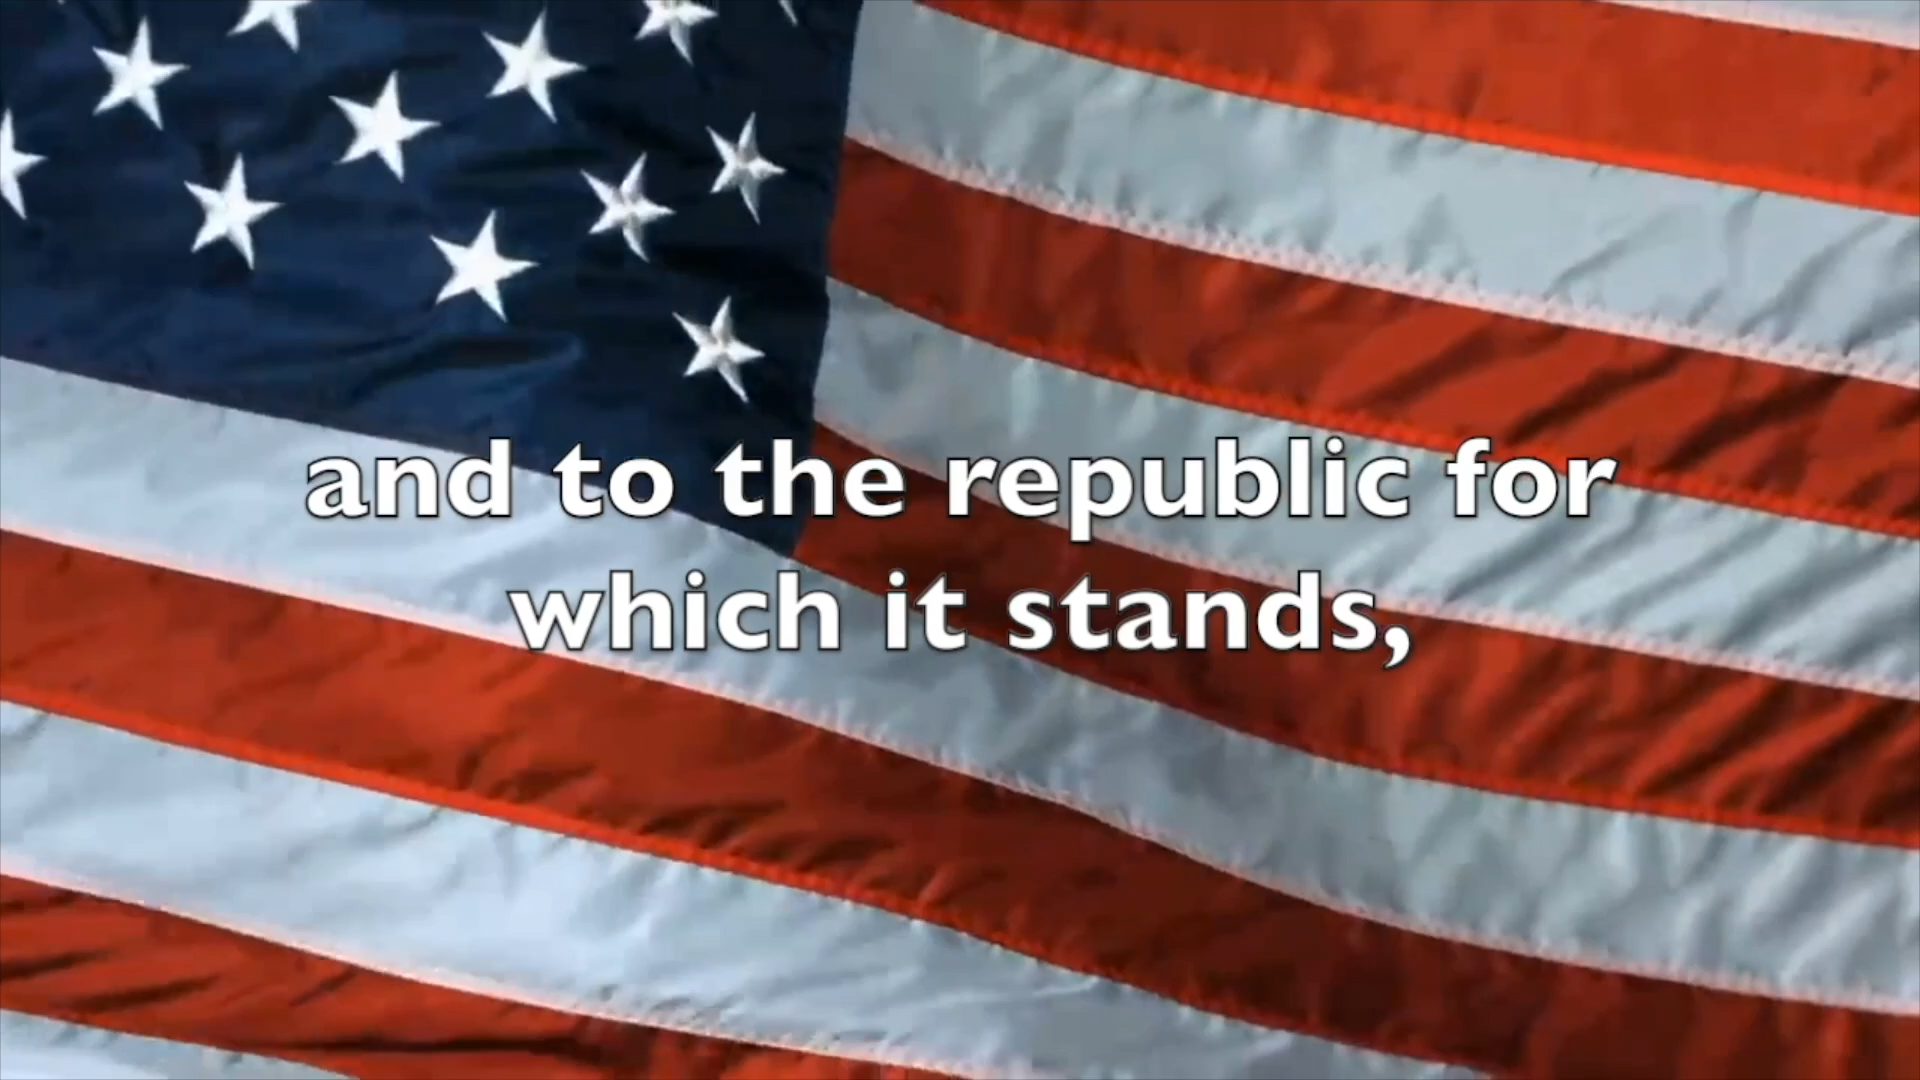 and to the republic for
which it stands,